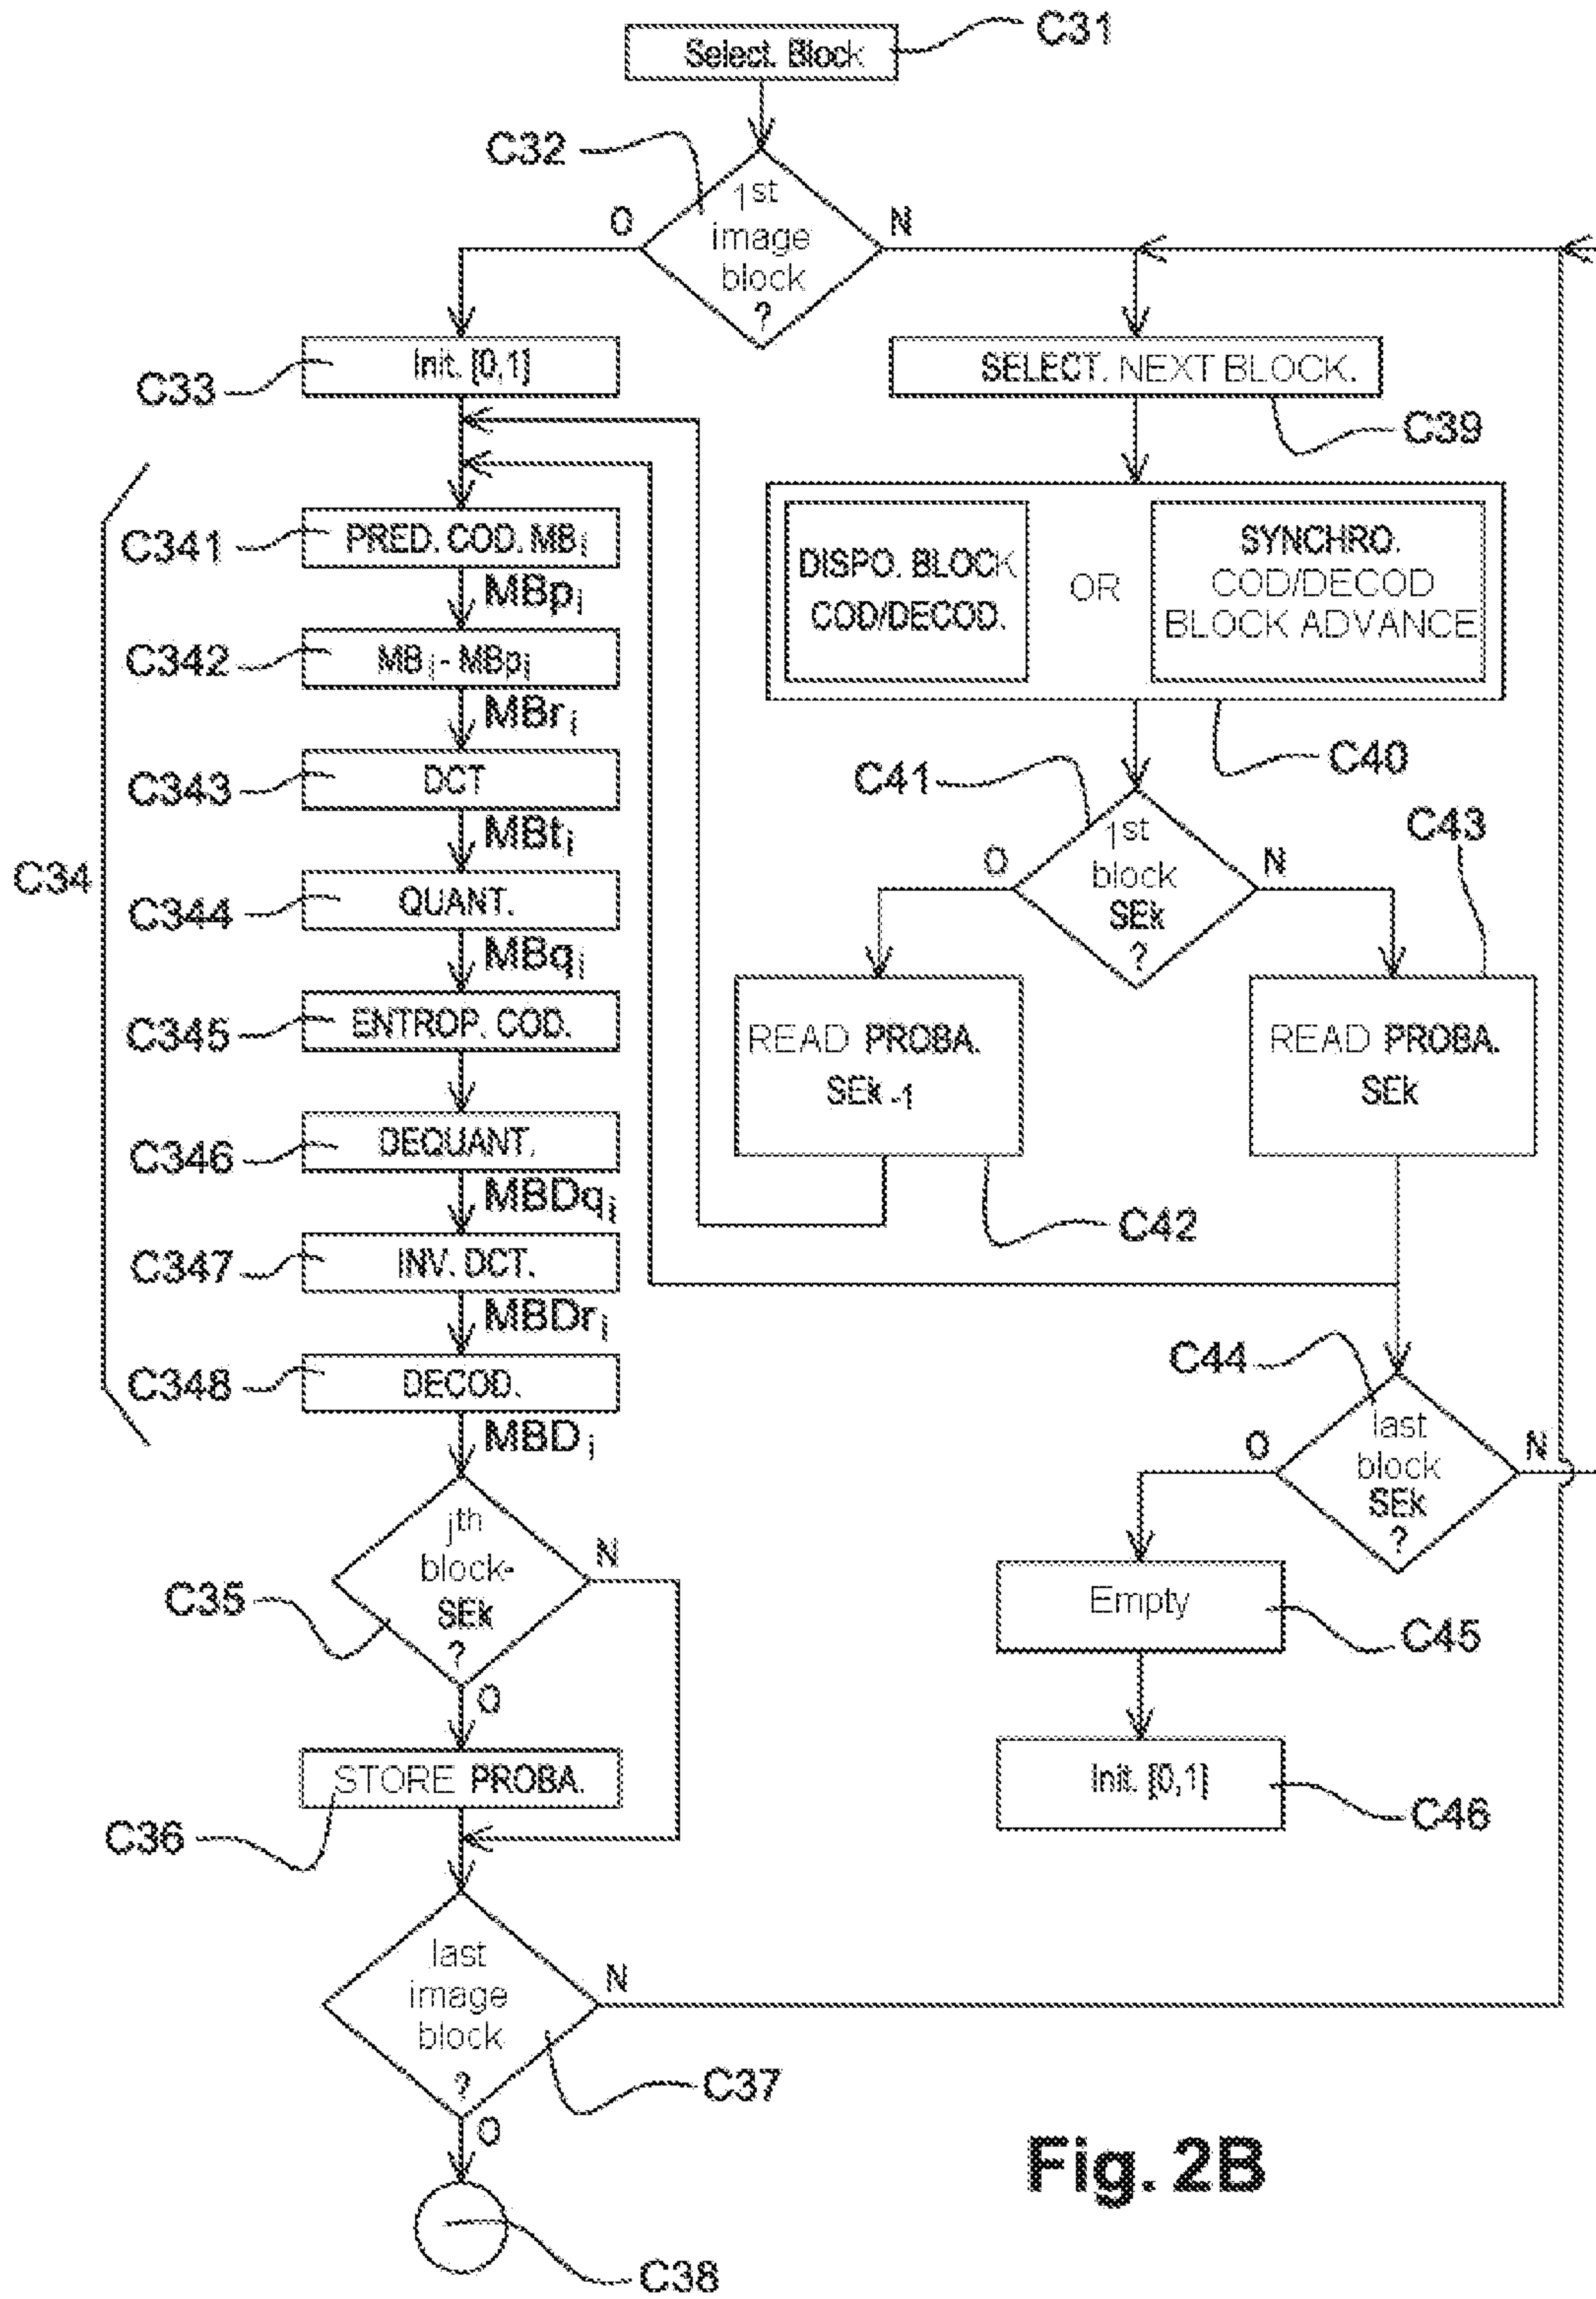 Select. Block
C31
C32
1st
image
block
?
O
N
C33
Init. [0,1]
SELECT. NEXT BLOCK.
C39
C34
C341
PRED. COD. MBi
MBpi
C342
MBi - MBpi
MBri
C343
DCT
MBti
C344
QUANT.
MBqi
C345
ENTROP. COD.
C346
DEQUANT.
MBDqi
C347
INV. DCT.
MBDri
C348
DECOD.
MBDi
DISPO. BLOCK
COD/DECOD.
OR
SYNCHRO.
COD/DECOD
BLOCK ADVANCE
C40
C41
1st
block
SEk
?
O
N
C43
READ PROBA.
SEk-1
C42
READ PROBA.
SEk
C44
last
block
SEk
?
O
N
Empty
C45
Init. [0,1]
C46
C35
jth
block-
SEk
?
N
O
STORE PROBA.
C36
last
image
block
?
N
C37
O
C38
Fig. 2B